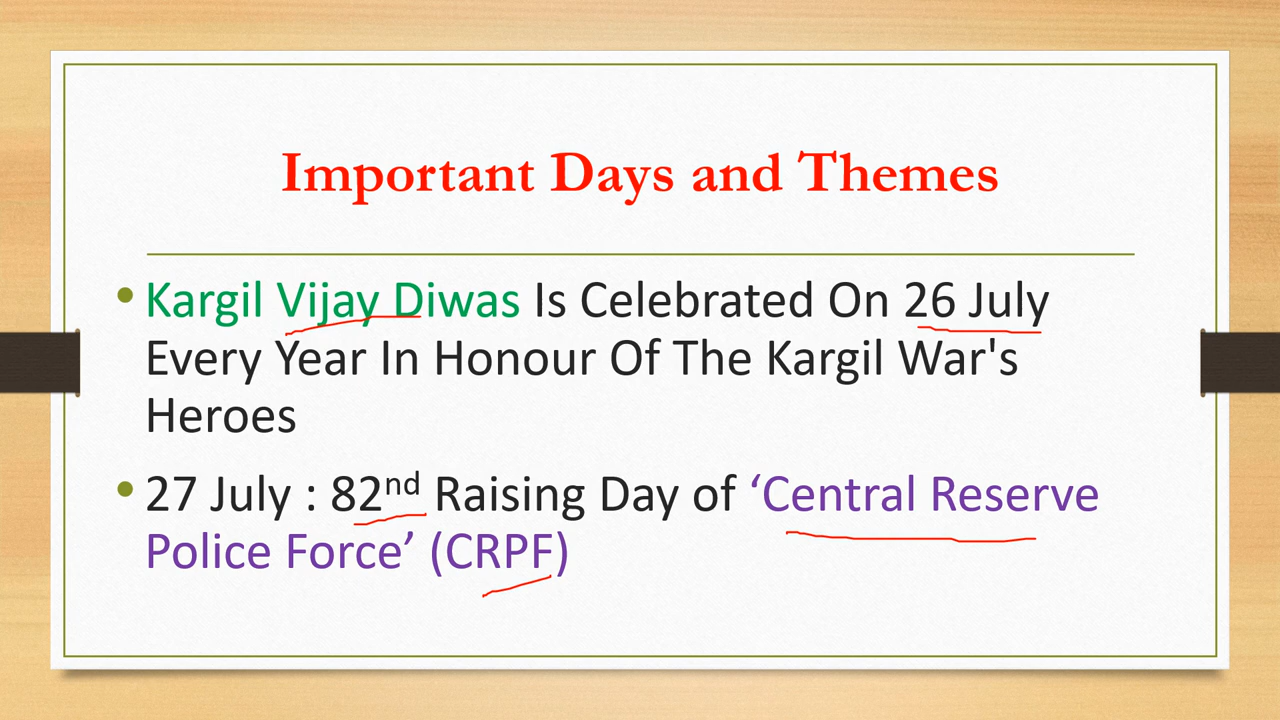 Important Days and Themes
• Kargil Vijay Diwas Is Celebrated On 26 July
Every Year In Honour Of The Kargil War's
Heroes
• 27 July : 82nd Raising Day of ‘Central Reserve
Police Force’ (CRPF)